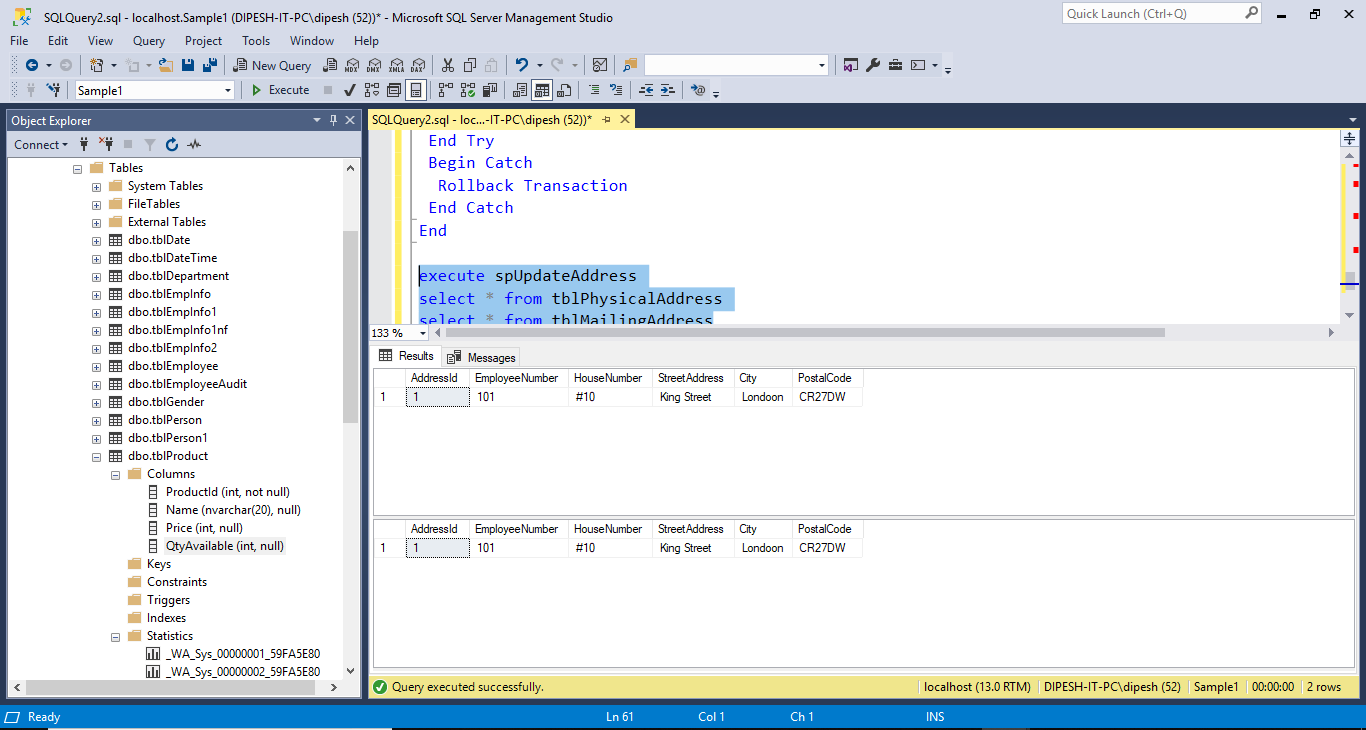 SQLQuery2.sql - localhost.Sample1 (DIPESH-IT-PC\dipesh (52))* - Microsoft SQL Server Management Studio
Quick Launch (Ctrl+Q)
File Edit View Query Project Tools Window Help
New Query MDX DMX XMLA DAX
Sample1 Execute
Object Explorer
Connect
Tables
System Tables
FileTables
External Tables
dbo.tblDate
dbo.tblDateTime
dbo.tblDepartment
dbo.tblEmpInfo
dbo.tblEmpInfo1
dbo.tblEmpInfo1nf
dbo.tblEmpInfo2
dbo.tblEmployee
dbo.tblEmployeeAudit
dbo.tblGender
dbo.tblPerson
dbo.tblPerson1
dbo.tblProduct
Columns
ProductId (int, not null)
Name (nvarchar(20), null)
Price (int, null)
QtyAvailable (int, null)
Keys
Constraints
Triggers
Indexes
Statistics
_WA_Sys_00000001_59FA5E80
_WA_Sys_00000002_59FA5E80
SQLQuery2.sql - loc...-IT-PC\dipesh (52))*
End Try
Begin Catch
Rollback Transaction
End Catch
End
execute spUpdateAddress
select * from tblPhysicalAddress
select * from tblMailingAddress
133 %
Results Messages
AddressId EmployeeNumber HouseNumber StreetAddress City PostalCode
1 1 101 #10 King Street Londoon CR27DW
AddressId EmployeeNumber HouseNumber StreetAddress City PostalCode
1 1 101 #10 King Street Londoon CR27DW
Query executed successfully. localhost (13.0 RTM) DIPESH-IT-PC\dipesh (52) Sample1 00:00:00 2 rows
Ready Ln 61 Col 1 Ch 1 INS